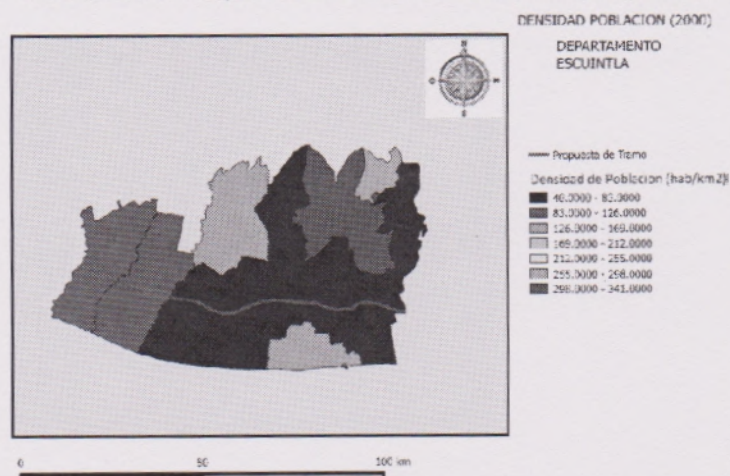 DENSIDAD POBLACION (2000)
DEPARTAMENTO
ESCUINTLA
N
O
S
Propuesta de Tramo
Densidad de Poblacion [hab/km2]
46.0000 - 83.0000
83.0000 - 126.0000
126.0000 - 169.0000
169.0000 - 212.0000
212.0000 - 255.0000
255.0000 - 298.0000
298.0000 - 341.0000
0 50 100 km